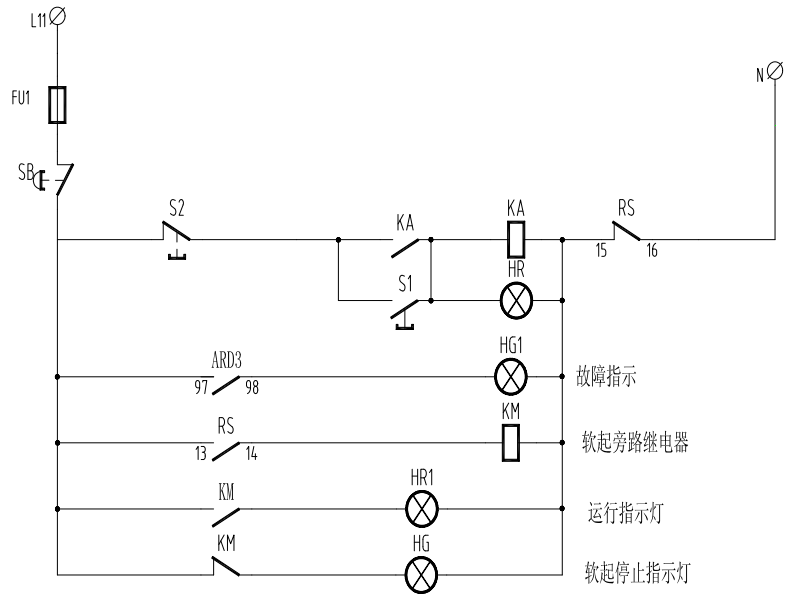 L11
N
FU1
SB
S2
KA
KA
RS
15
16
HR
S1
HG1
ARD3
97
98
故障指示
KM
RS
13
14
软起旁路继电器
HR1
KM
运行指示灯
KM
HG
软起停止指示灯